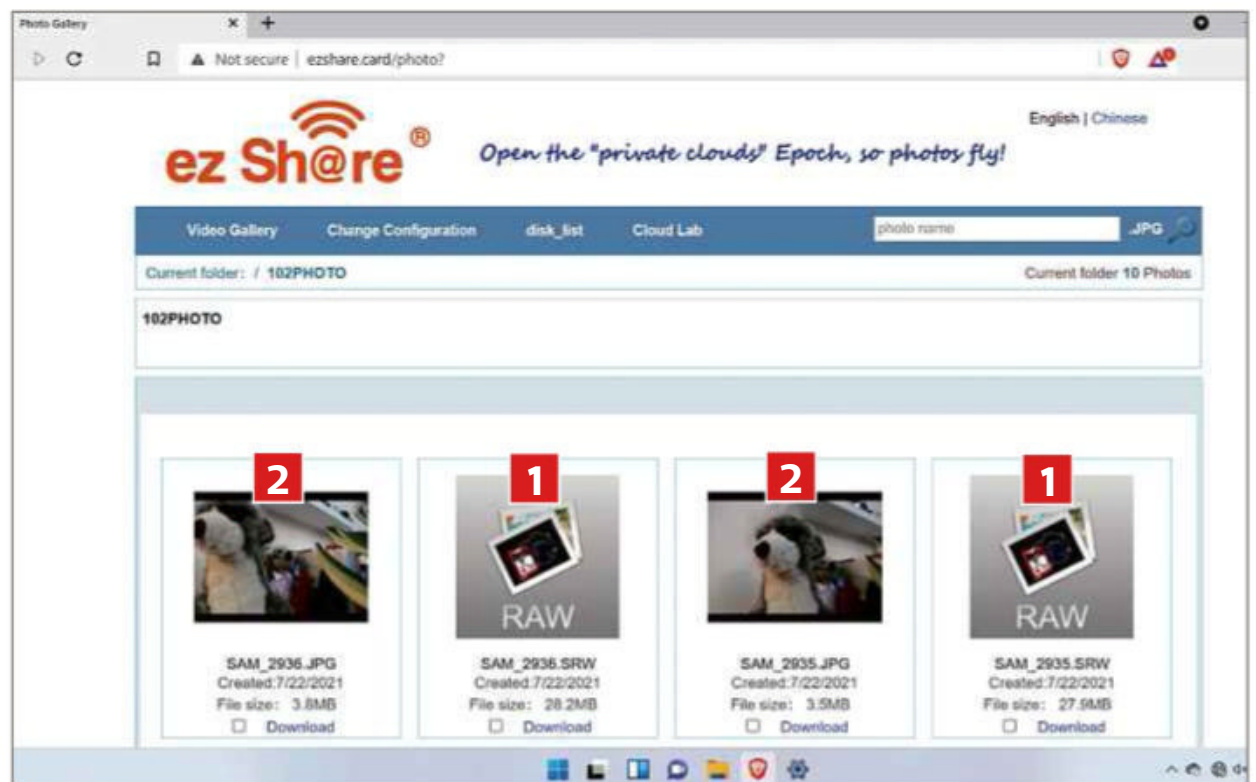 Photo Gallery
Not secure | ezshare.card/photo?
ez Sh@re ®
Open the "private clouds" Epoch, so photos fly!
English | Chinese
Video Gallery Change Configuration disk_list Cloud Lab photo name .JPG
Current folder: / 102PHOTO Current folder 10 Photos
102PHOTO
2 1 2 1
RAW RAW
SAM_2936.JPG SAM_2936.SRW SAM_2935.JPG SAM_2935.SRW
Created:7/22/2021 Created:7/22/2021 Created:7/22/2021 Created:7/22/2021
File size: 3.8MB File size: 28.2MB File size: 3.5MB File size: 27.9MB
Download Download Download Download